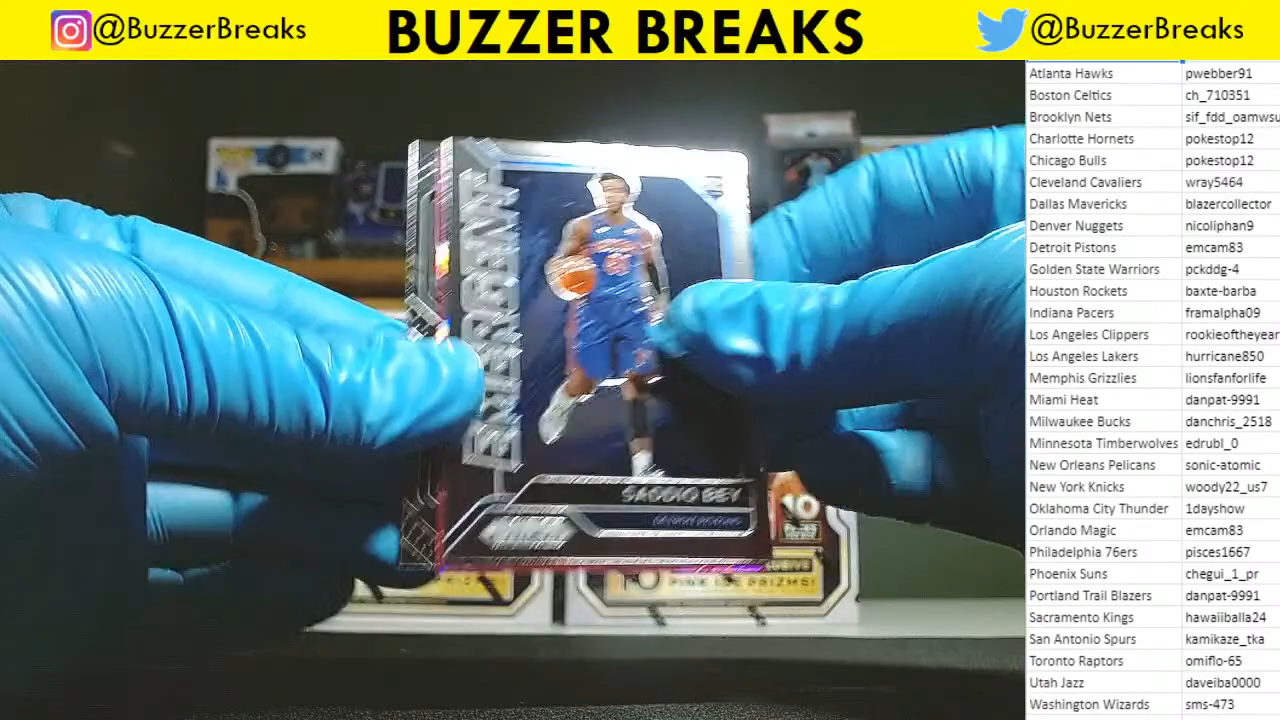 @BuzzerBreaks
BUZZER BREAKS
@BuzzerBreaks
Atlanta Hawks pwebber91
Boston Celtics ch_710351
Brooklyn Nets sif_fdd_oamwsu
Charlotte Hornets pokestop12
Chicago Bulls pokestop12
Cleveland Cavaliers wray5464
Dallas Mavericks blazercollector
Denver Nuggets nicoliphan9
Detroit Pistons emcam83
Golden State Warriors pckddg-4
Houston Rockets baxte-barba
Indiana Pacers framalpha09
Los Angeles Clippers rookieoftheyear
Los Angeles Lakers hurricane850
Memphis Grizzlies lionsfanforlife
Miami Heat danpat-9991
Milwaukee Bucks danchris_2518
Minnesota Timberwolves edrubl_0
New Orleans Pelicans sonic-atomic
New York Knicks woody22_us7
Oklahoma City Thunder 1dayshow
Orlando Magic emcam83
Philadelphia 76ers pisces1667
Phoenix Suns chegui_1_pr
Portland Trail Blazers danpat-9991
Sacramento Kings hawaiiballa24
San Antonio Spurs kamikaze_tka
Toronto Raptors omiflo-65
Utah Jazz daveiba0000
Washington Wizards sms-473
EMERGENT
SADDIQ BEY
DETROIT PISTONS
10
PINK ICE PRIZMS!